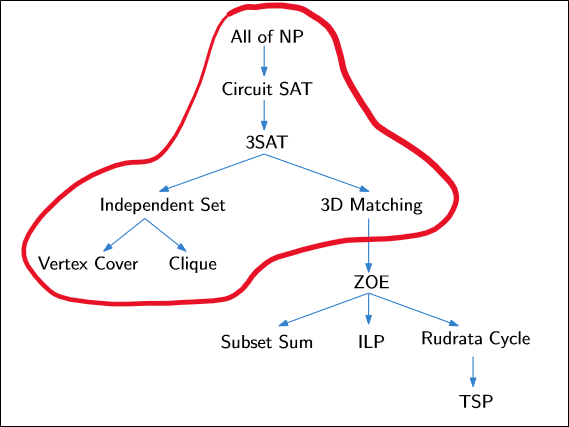 All of NP
Circuit SAT
3SAT
Independent Set
3D Matching
Vertex Cover
Clique
ZOE
Subset Sum
ILP
Rudrata Cycle
TSP